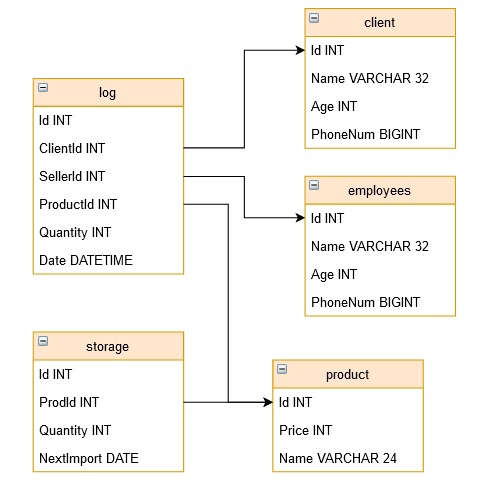 client
Id INT
Name VARCHAR 32
Age INT
PhoneNum BIGINT
log
Id INT
ClientId INT
SellerId INT
ProductId INT
Quantity INT
Date DATETIME
employees
Id INT
Name VARCHAR 32
Age INT
PhoneNum BIGINT
storage
Id INT
ProdId INT
Quantity INT
NextImport DATE
product
Id INT
Price INT
Name VARCHAR 24